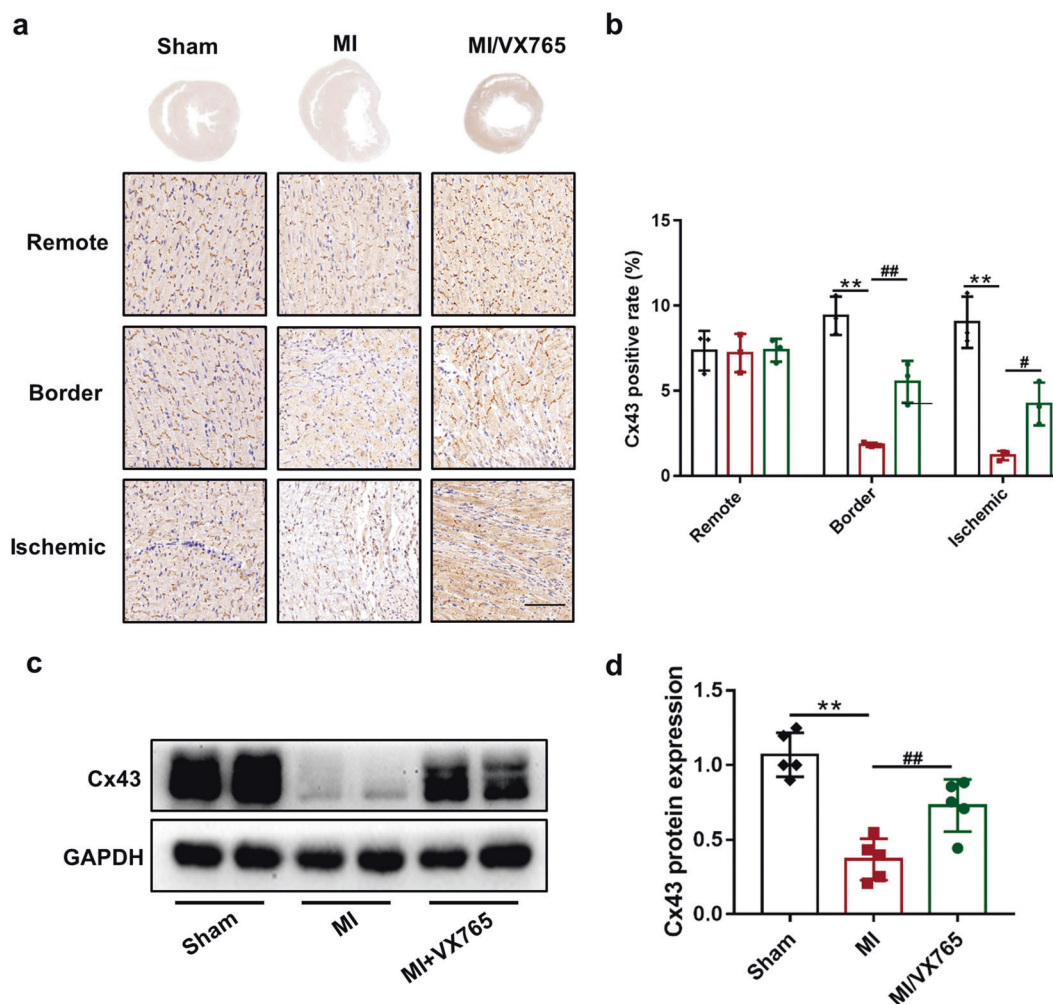 a
Sham MI MI/VX765
Remote
Border
Ischemic
b
Cx43 positive rate (%)
15
10
5
0
** ## ** #
Remote Border Ischemic
c
Cx43
GAPDH
Sham MI MI+VX765
d
Cx43 protein expression
1.5
1.0
0.5
0.0
** ##
Sham MI MI/VX765